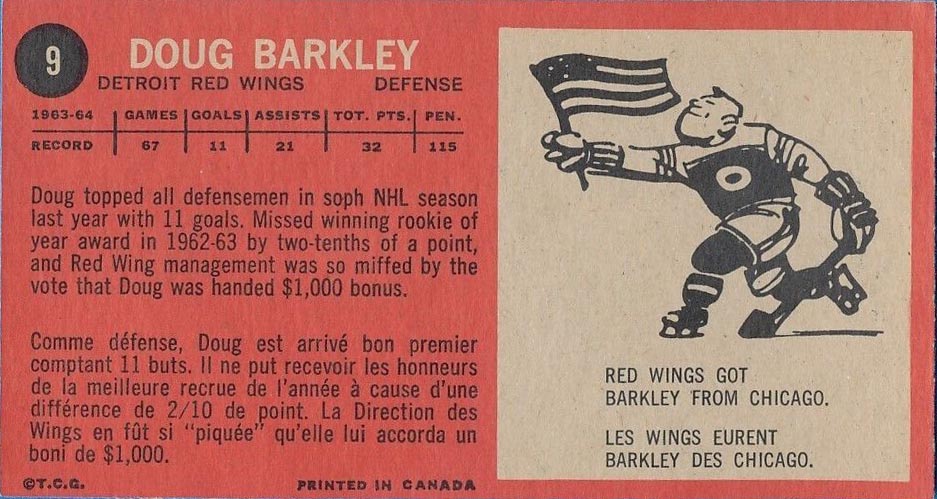 9
DOUG BARKLEY
DETROIT RED WINGS DEFENSE
1963-64 GAMES GOALS ASSISTS TOT. PTS. PEN.
RECORD 67 11 21 32 115
Doug topped all defensemen in soph NHL season
last year with 11 goals. Missed winning rookie of
year award in 1962-63 by two-tenths of a point,
and Red Wing management was so miffed by the
vote that Doug was handed $1,000 bonus.
Comme défense, Doug est arrivé bon premier
comptant 11 buts. Il ne put recevoir les honneurs
de la meilleure recrue de l'année à cause d'une
différence de 2/10 de point. La Direction des
Wings en fût si "piquée" qu'elle lui accorda un
boni de $1,000.
©T.C.G. PRINTED IN CANADA
RED WINGS GOT
BARKLEY FROM CHICAGO.
LES WINGS EURENT
BARKLEY DES CHICAGO.